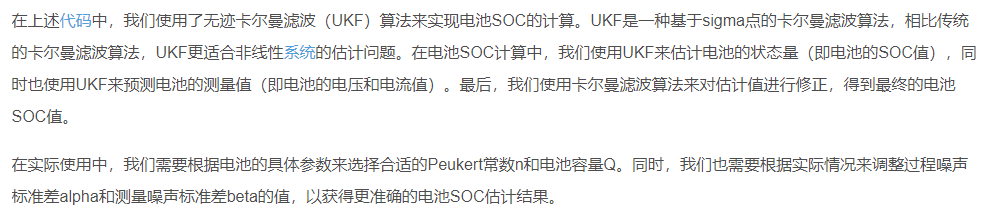 在上述代码中，我们使用了无迹卡尔曼滤波（UKF）算法来实现电池SOC的计算。UKF是一种基于sigma点的卡尔曼滤波算法，相比传统
的卡尔曼滤波算法，UKF更适合非线性系统的估计问题。在电池SOC计算中，我们使用UKF来估计电池的状态量（即电池的SOC值），同
时也使用UKF来预测电池的测量值（即电池的电压和电流值）。最后，我们使用卡尔曼滤波算法来对估计值进行修正，得到最终的电池
SOC值。
在实际使用中，我们需要根据电池的具体参数来选择合适的Peukert常数n和电池容量Q。同时，我们也需要根据实际情况来调整过程噪声
标准差alpha和测量噪声标准差beta的值，以获得更准确的电池SOC估计结果。